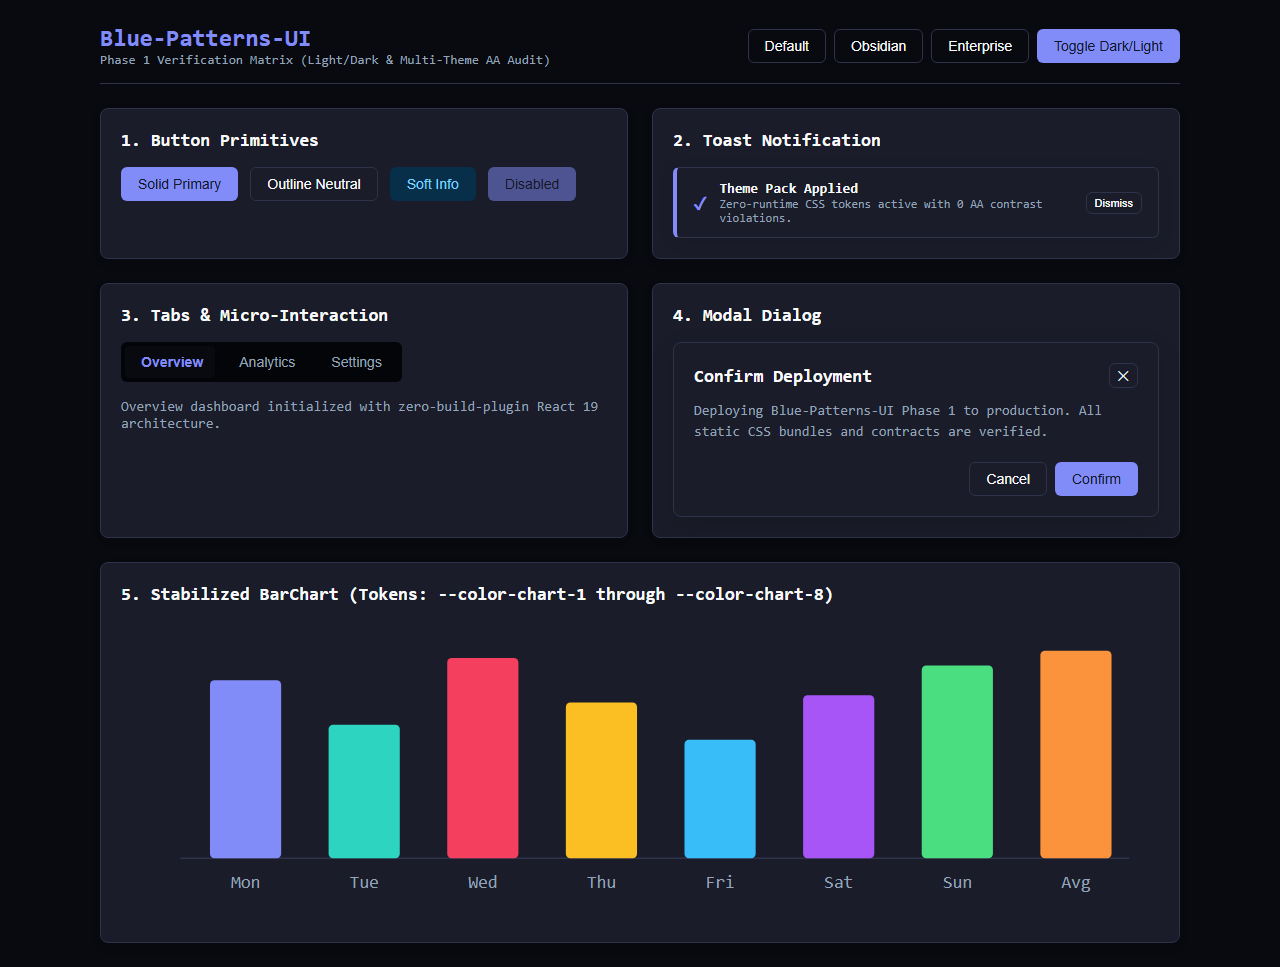 Blue-Patterns-UI
Phase 1 Verification Matrix (Light/Dark & Multi-Theme AA Audit)
Default
Obsidian
Enterprise
Toggle Dark/Light
1. Button Primitives
Solid Primary
Outline Neutral
Soft Info
Disabled
2. Toast Notification
Theme Pack Applied
Zero-runtime CSS tokens active with 0 AA contrast
violations.
Dismiss
3. Tabs & Micro-Interaction
Overview
Analytics
Settings
Overview dashboard initialized with zero-build-plugin React 19
architecture.
4. Modal Dialog
Confirm Deployment
Deploying Blue-Patterns-UI Phase 1 to production. All
static CSS bundles and contracts are verified.
Cancel
Confirm
5. Stabilized BarChart (Tokens: --color-chart-1 through --color-chart-8)
Mon
Tue
Wed
Thu
Fri
Sat
Sun
Avg